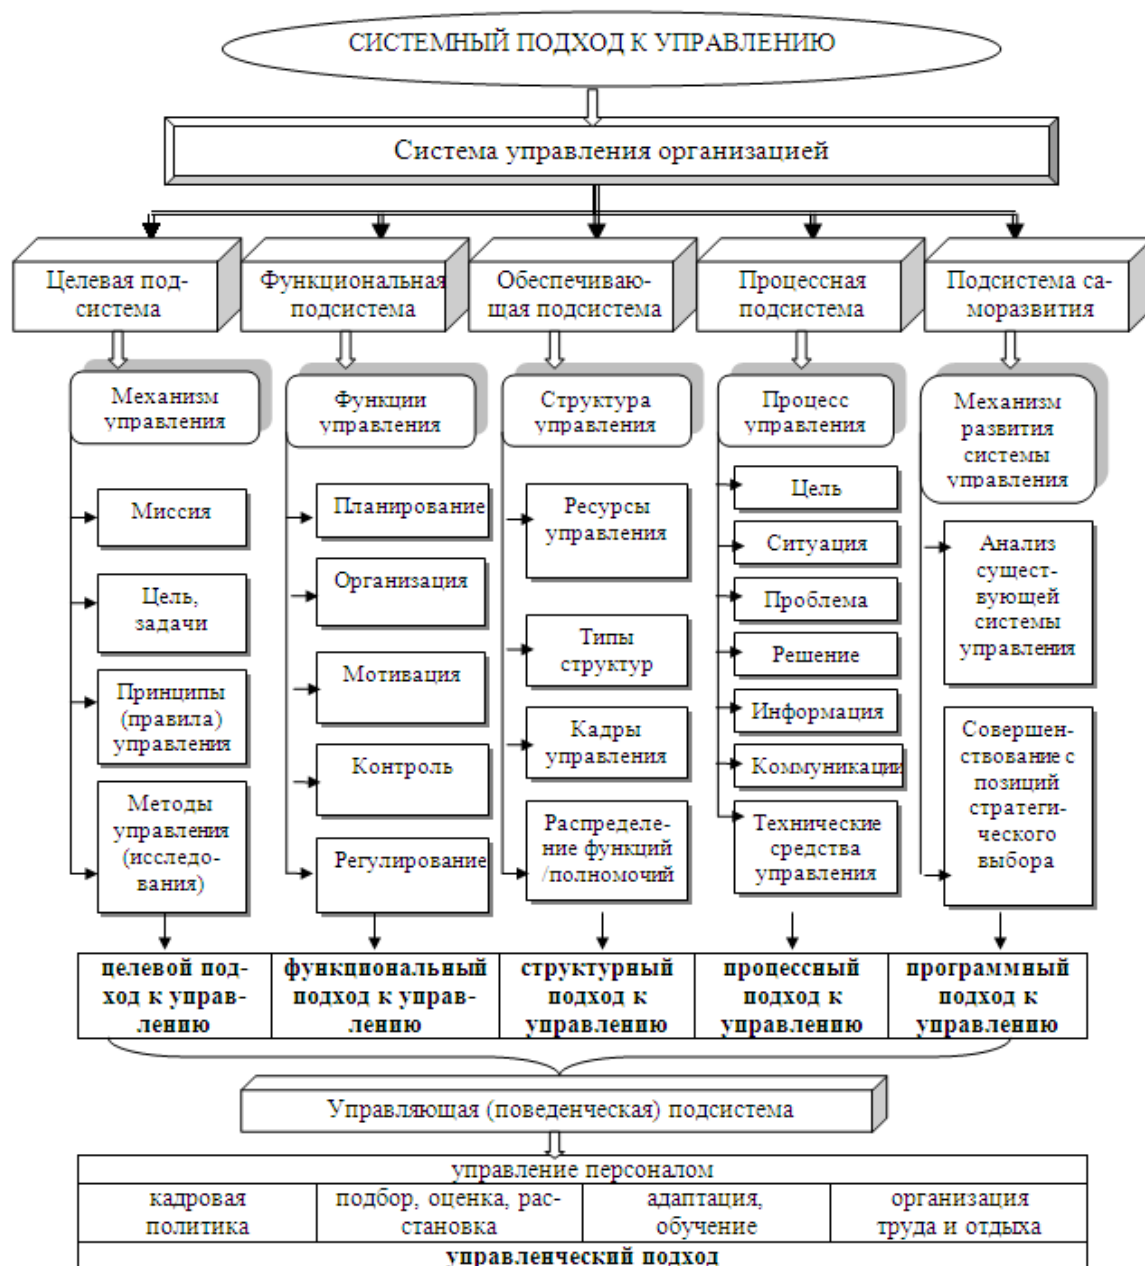 СИСТЕМНЫЙ ПОДХОД К УПРАВЛЕНИЮ
Система управления организацией
Целевая под-
система
Функциональная
подсистема
Обеспечиваю-
щая подсистема
Процессная
подсистема
Подсистема са-
моразвития
Механизм
управления
Миссия
Цель,
задачи
Принципы
(правила)
управления
Методы
управления
(исследо-
вания)
Функции
управления
Планирование
Организация
Мотивация
Контроль
Регулирование
Структура
управления
Ресурсы
управления
Типы
структур
Кадры
управления
Распределе-
ние функций
/полномочий
Процесс
управления
Цель
Ситуация
Проблема
Решение
Информация
Коммуникации
Технические
средства
управления
Механизм
развития
системы
управления
Анализ
сущест-
вующей
системы
управления
Совершен-
ствование с
позиций
стратеги-
ческого
выбора
целевой под-
ход к управ-
лению
функциональный
подход к управ-
лению
структурный
подход к
управлению
процессный
подход к
управлению
программный
подход к
управлению
Управляющая (поведенческая) подсистема
управление персоналом
кадровая
политика
подбор, оценка, рас-
становка
адаптация,
обучение
организация
труда и отдыха
управленческий подход